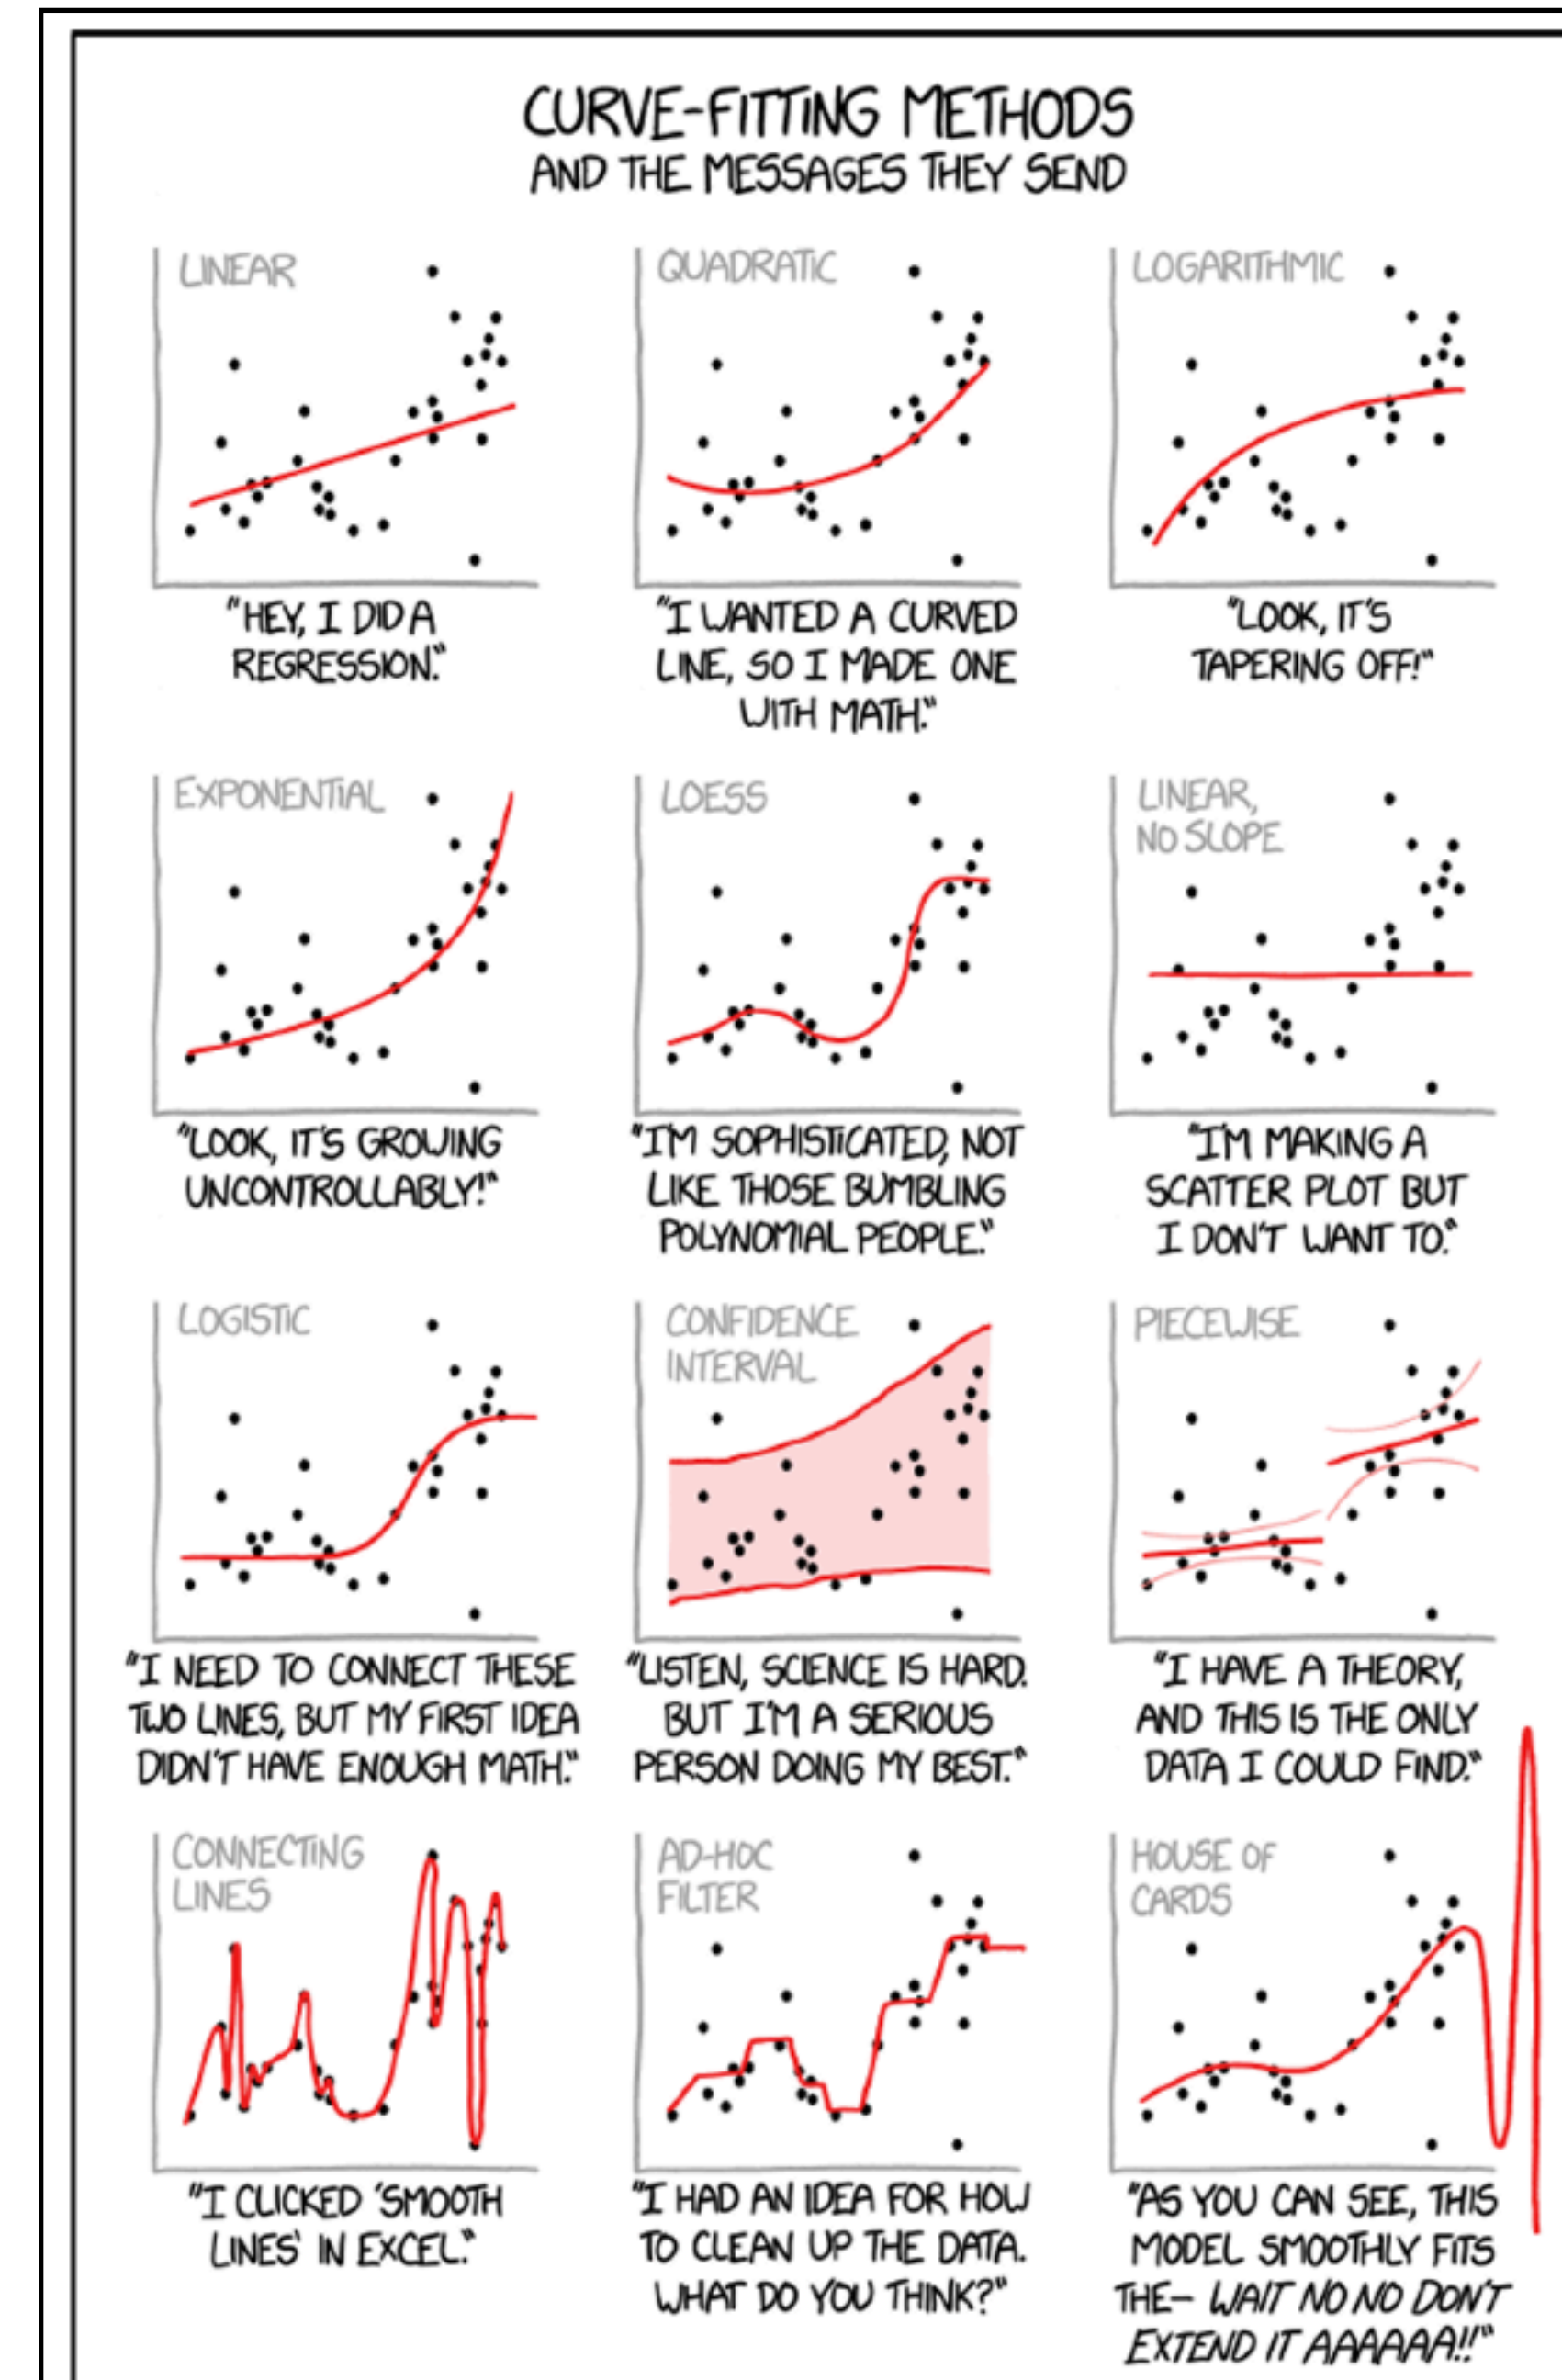 CURVE-FITTING METHODS
AND THE MESSAGES THEY SEND
LINEAR
"HEY, I DID A
REGRESSION."
QUADRATIC
"I WANTED A CURVED
LINE, SO I MADE ONE
WITH MATH."
LOGARITHMIC
"LOOK, IT'S
TAPERING OFF!"
EXPONENTIAL
"LOOK, IT'S GROWING
UNCONTROLLABLY!"
LOESS
"I'M SOPHISTICATED, NOT
LIKE THOSE BUMBLING
POLYNOMIAL PEOPLE."
LINEAR,
NO SLOPE
"I'M MAKING A
SCATTER PLOT BUT
I DON'T WANT TO."
LOGISTIC
"I NEED TO CONNECT THESE
TWO LINES, BUT MY FIRST IDEA
DIDN'T HAVE ENOUGH MATH."
CONFIDENCE
INTERVAL
"LISTEN, SCIENCE IS HARD.
BUT I'M A SERIOUS
PERSON DOING MY BEST."
PIECEWISE
"I HAVE A THEORY,
AND THIS IS THE ONLY
DATA I COULD FIND."
CONNECTING
LINES
"I CLICKED 'SMOOTH
LINES' IN EXCEL."
AD-HOC
FILTER
"I HAD AN IDEA FOR HOW
TO CLEAN UP THE DATA.
WHAT DO YOU THINK?"
HOUSE OF
CARDS
"AS YOU CAN SEE, THIS
MODEL SMOOTHLY FITS
THE- WAIT NO NO DON'T
EXTEND IT AAAAAA!!"